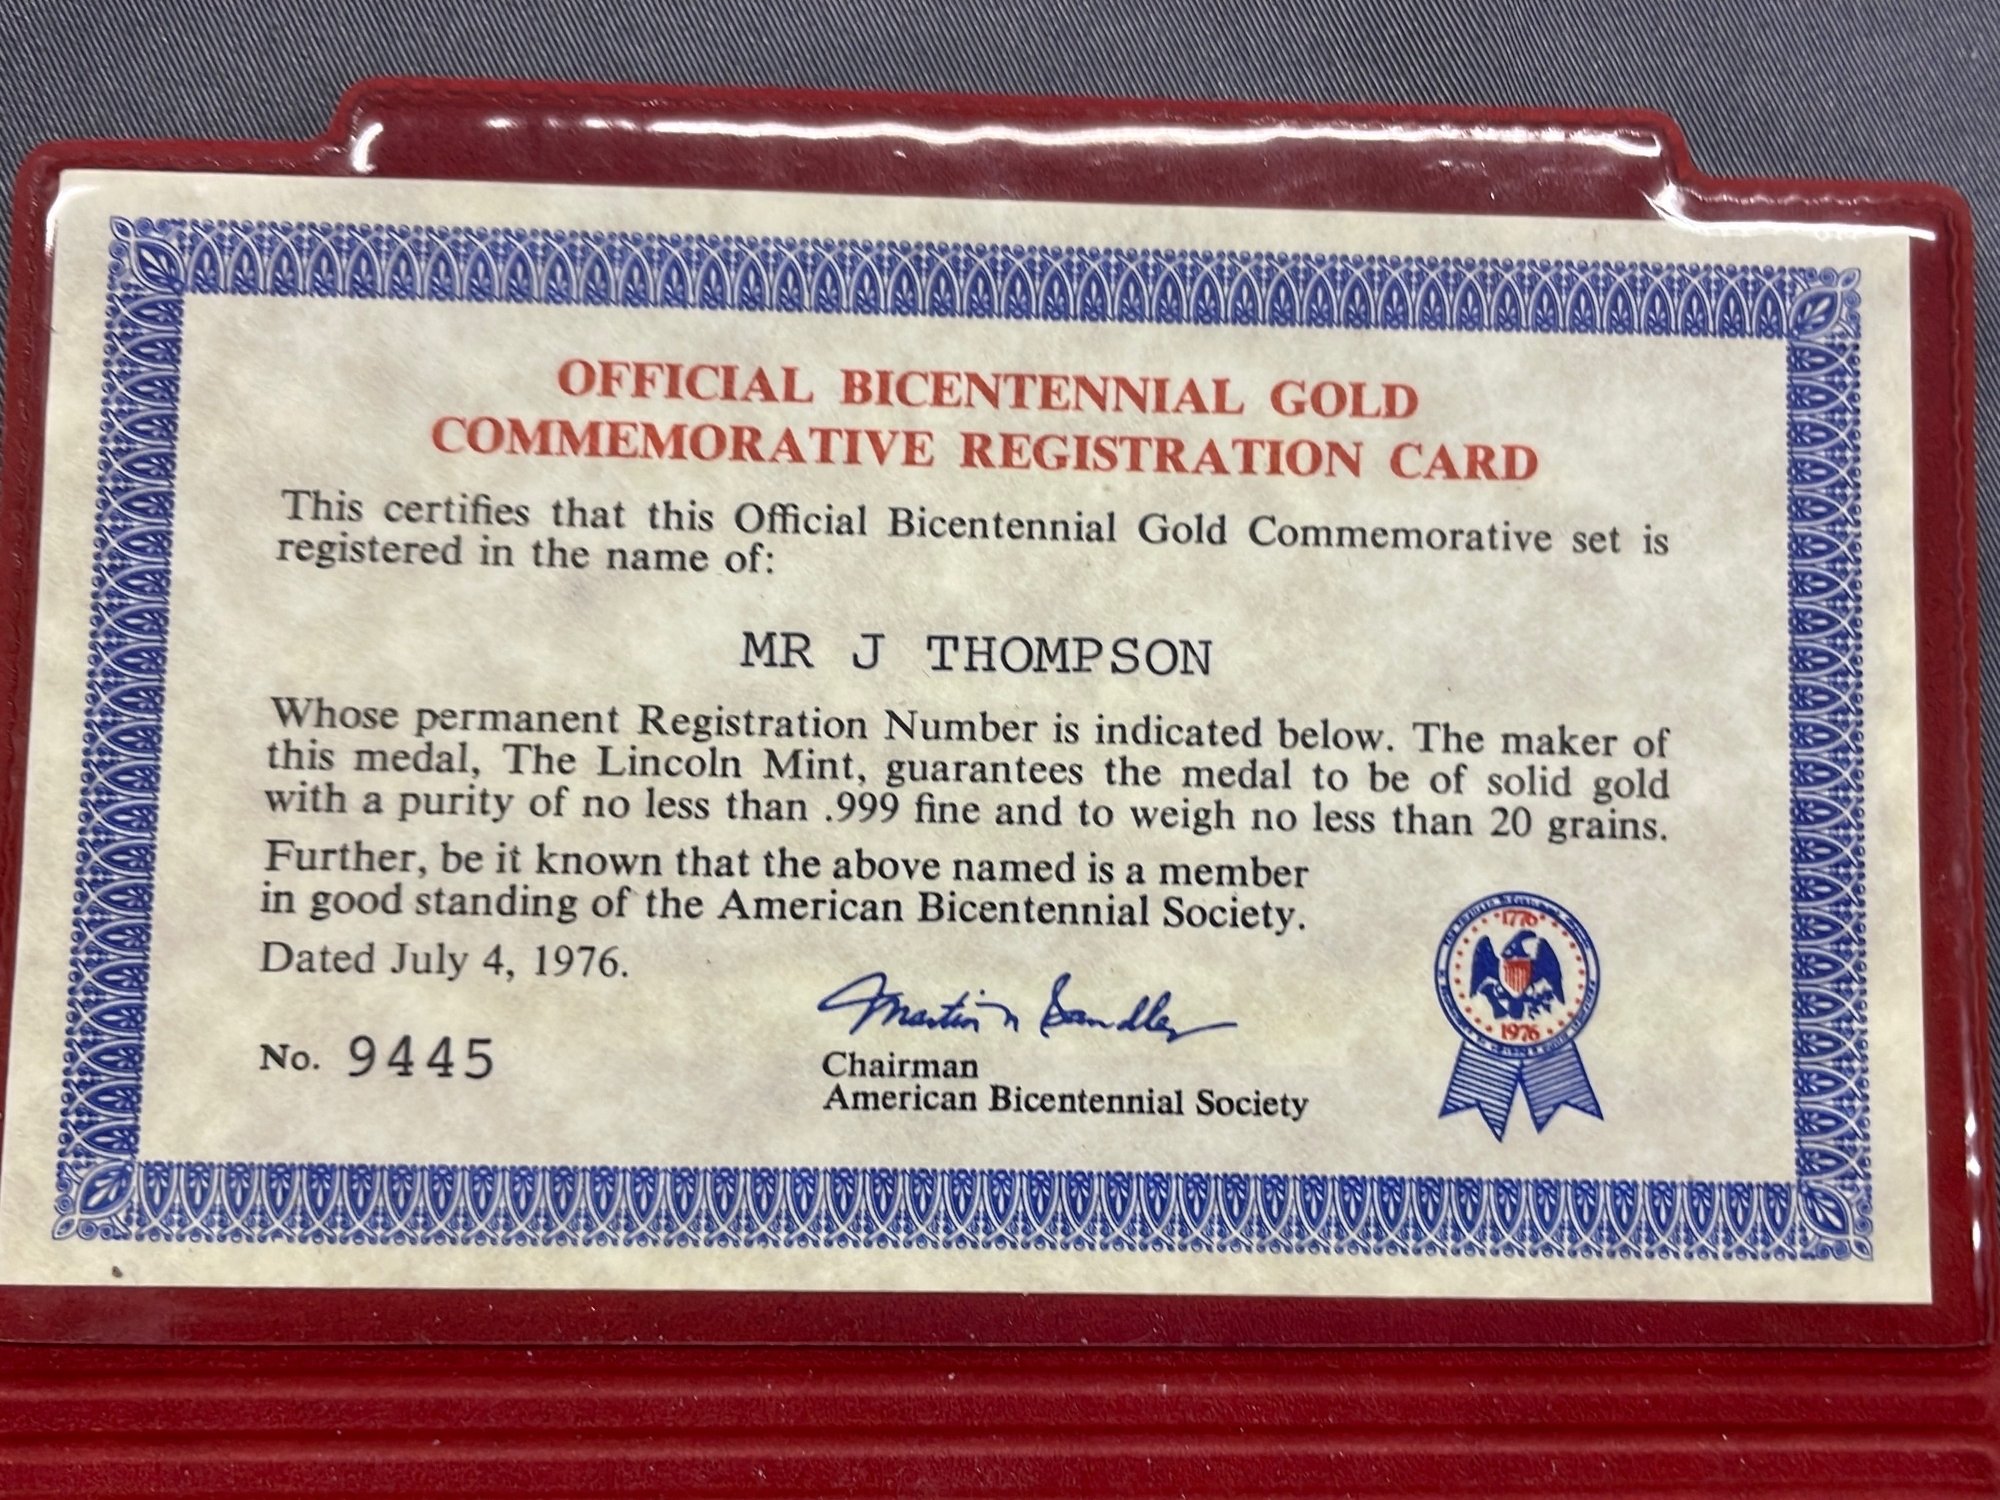 OFFICIAL BICENTENNIAL GOLD
COMMEMORATIVE REGISTRATION CARD
This certifies that this Official Bicentennial Gold Commemorative set is
registered in the name of:
MR J THOMPSON
Whose permanent Registration Number is indicated below. The maker of
this medal, The Lincoln Mint, guarantees the medal to be of solid gold
with a purity of no less than .999 fine and to weigh no less than 20 grains.
Further, be it known that the above named is a member
in good standing of the American Bicentennial Society.
Dated July 4, 1976.
No. 9445
Martin N Sandler
Chairman
American Bicentennial Society
1776
1976